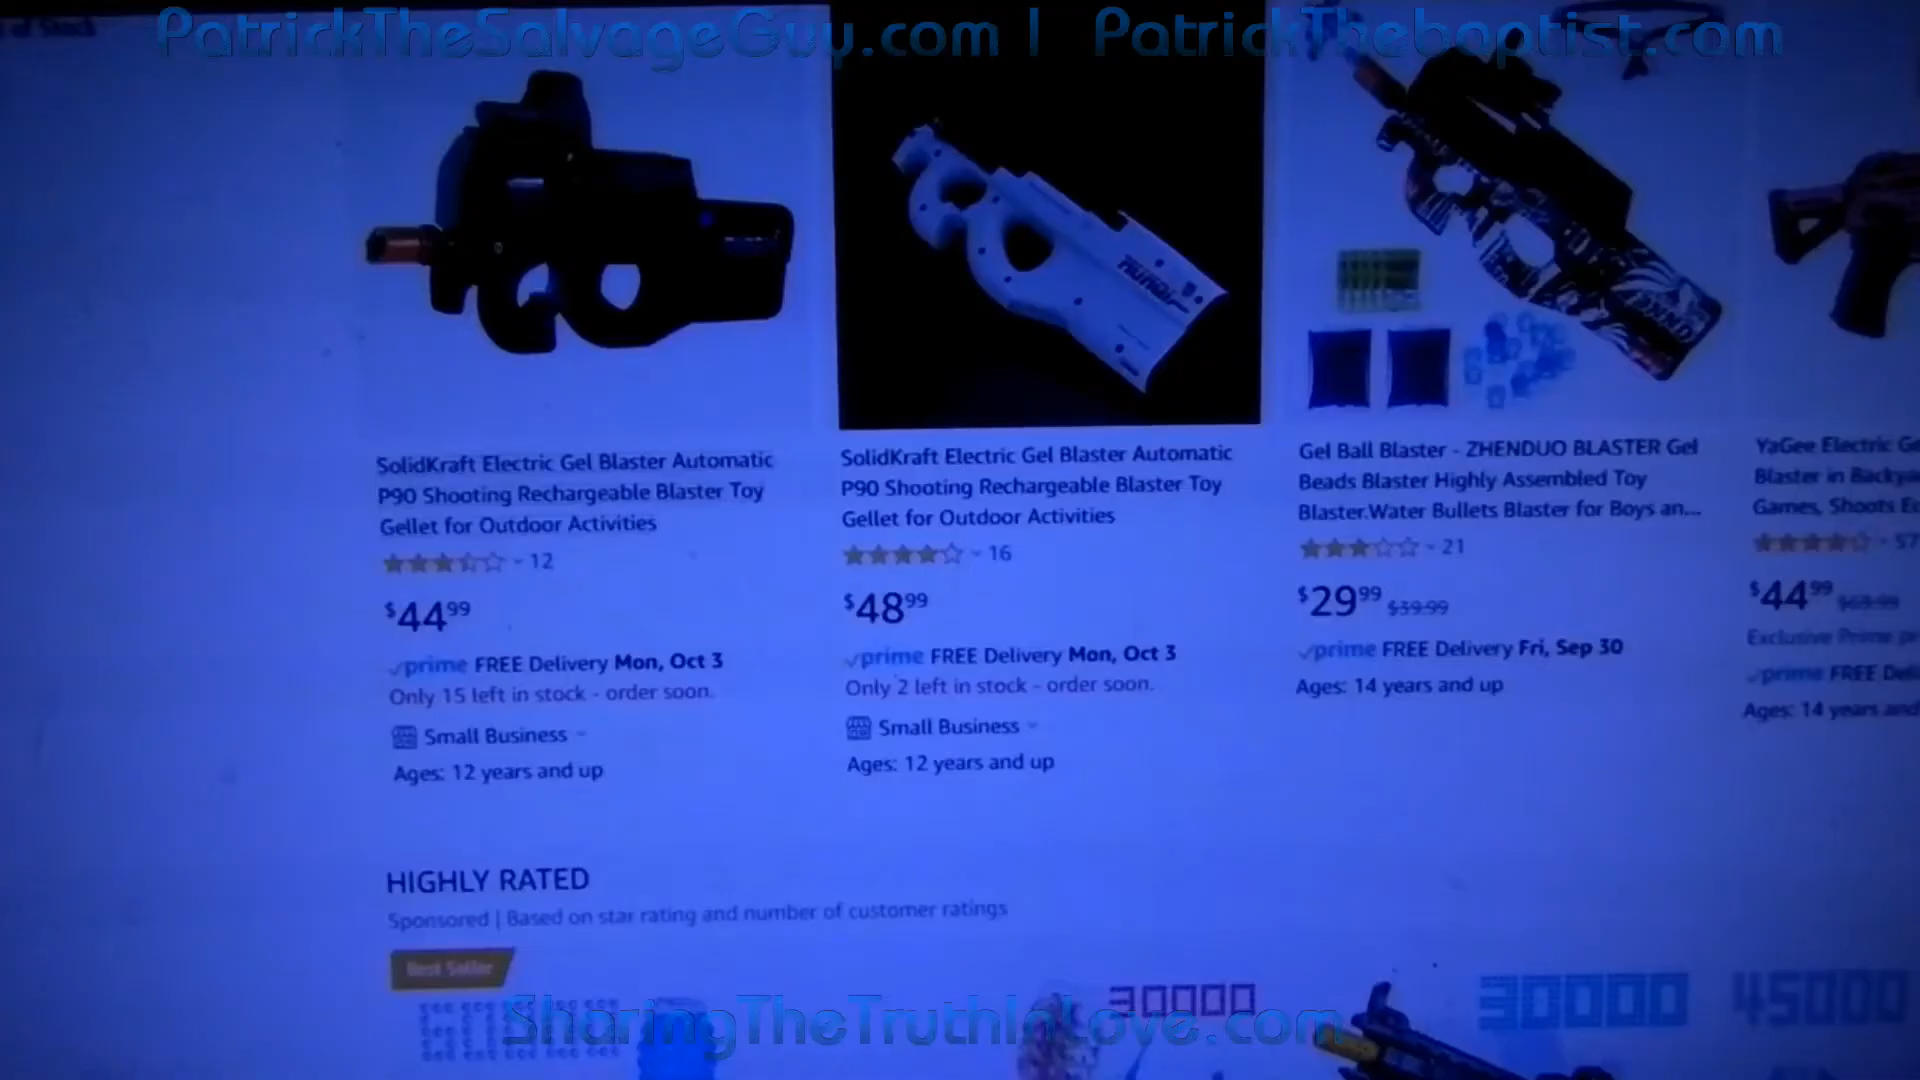 of Stock
PatrickTheSalvageGuy.com | PatrickThebaptist.com
SolidKraft Electric Gel Blaster Automatic
P90 Shooting Rechargeable Blaster Toy
Gellet for Outdoor Activities
12
$44.99
prime FREE Delivery Mon, Oct 3
Only 15 left in stock - order soon.
Small Business
Ages: 12 years and up
SolidKraft Electric Gel Blaster Automatic
P90 Shooting Rechargeable Blaster Toy
Gellet for Outdoor Activities
16
$48.99
prime FREE Delivery Mon, Oct 3
Only 2 left in stock - order soon.
Small Business
Ages: 12 years and up
Gel Ball Blaster - ZHENDUO BLASTER Gel
Beads Blaster Highly Assembled Toy
Blaster.Water Bullets Blaster for Boys an...
21
$29.99 $39.99
prime FREE Delivery Fri, Sep 30
Ages: 14 years and up
YaGee Electric
Blaster in
Games, Shoots
$44.99
Exclusive Prime
prime FREE
Ages: 14 years and
HIGHLY RATED
Sponsored | Based on star rating and number of customer ratings
Best Seller
30000
30000
45000
SharingTheTruthInLove.com